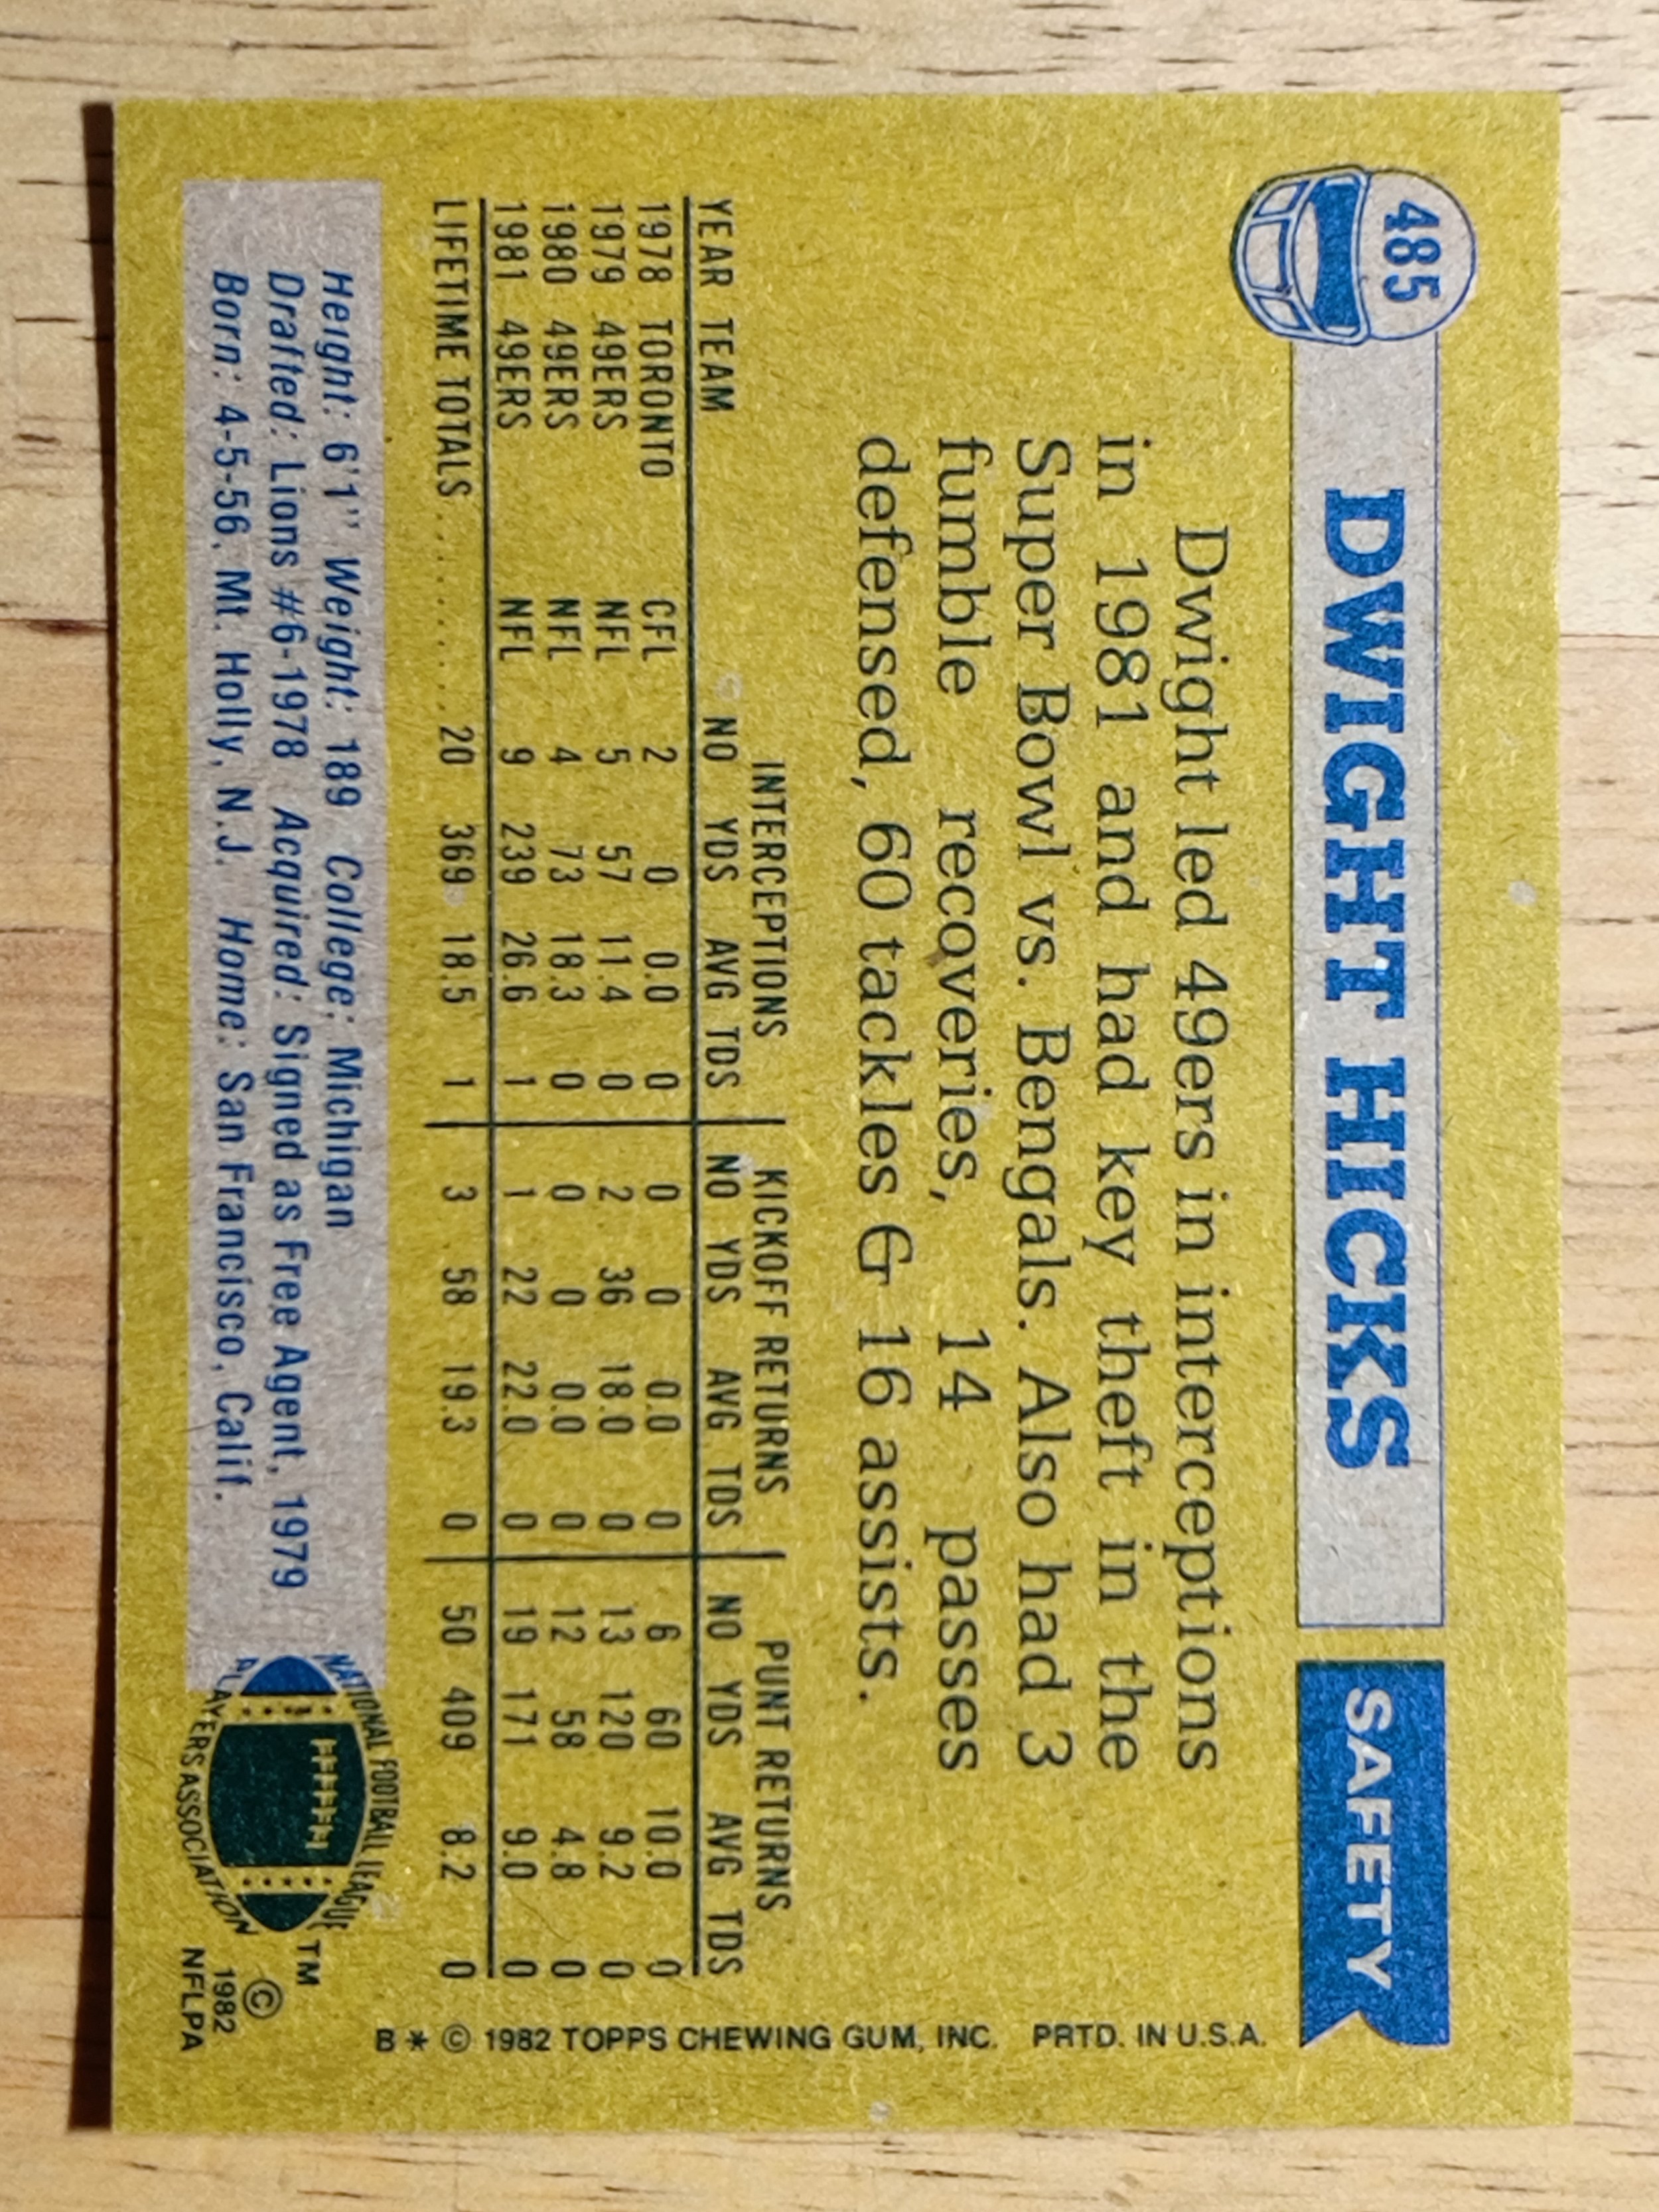 485
DWIGHT HICKS
SAFETY
Dwight led 49ers in interceptions
in 1981 and had key theft in the
Super Bowl vs. Bengals. Also had 3
fumble recoveries, 14 passes
defensed, 60 tackles & 16 assists.
INTERCEPTIONS KICKOFF RETURNS PUNT RETURNS
YEAR TEAM NO YDS AVG TDS NO YDS AVG TDS NO YDS AVG TDS
1978 TORONTO CFL 2 0 0.0 0 0 0 0.0 0 6 60 10.0 0
1979 49ERS NFL 5 57 11.4 0 2 36 18.0 0 13 120 9.2 0
1980 49ERS NFL 4 73 18.3 0 0 0 0.0 0 12 58 4.8 0
1981 49ERS NFL 9 239 26.6 1 1 22 22.0 0 19 171 9.0 0
LIFETIME TOTALS.......... 20 369 18.5 1 3 58 19.3 0 50 409 8.2 0
Height: 6'1" Weight: 189 College: Michigan
Drafted: Lions #6-1978 Acquired: Signed as Free Agent, 1979
Born: 4-5-56, Mt. Holly, N.J. Home: San Francisco, Calif.
NATIONAL FOOTBALL LEAGUE
PLAYERS ASSOCIATION
TM
©
1982
NFLPA
B * © 1982 TOPPS CHEWING GUM, INC. PRTD. IN U.S.A.